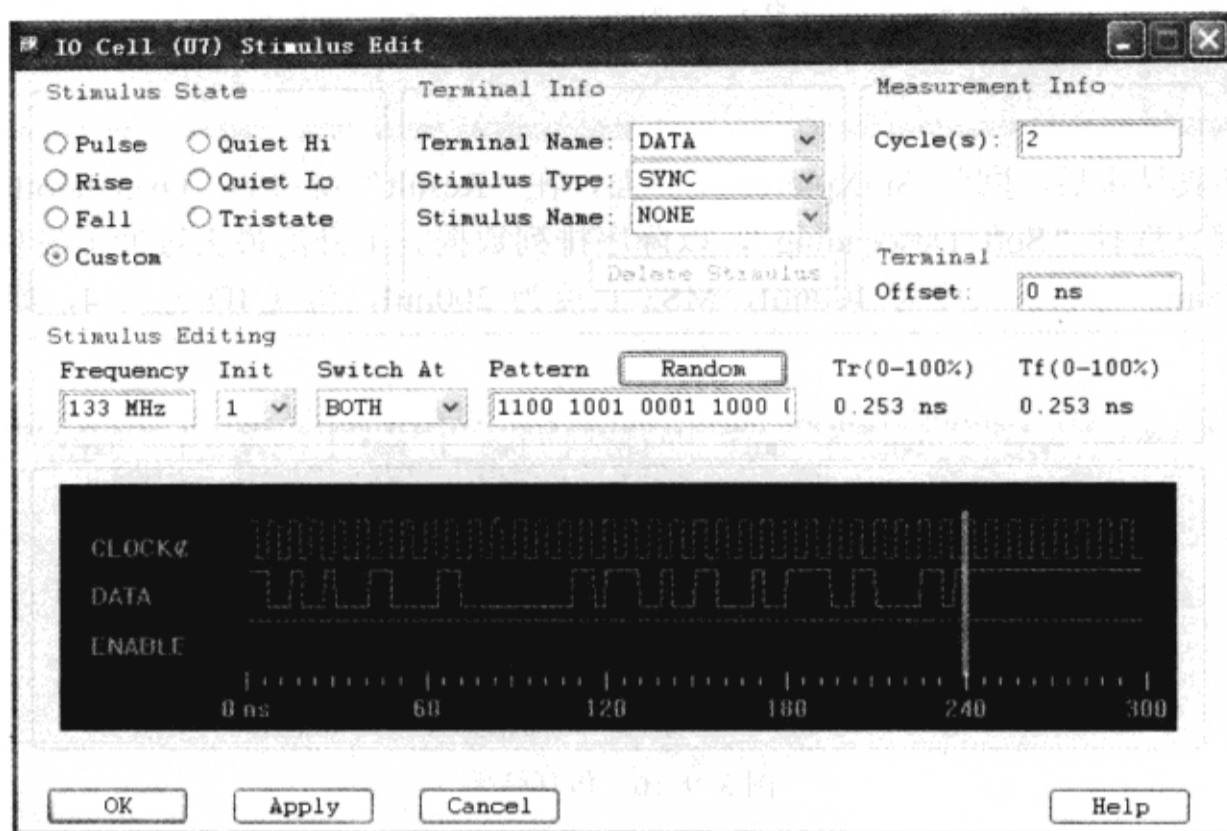 IO Cell (U7) Stimulus Edit
Stimulus State
Pulse
Quiet Hi
Rise
Quiet Lo
Fall
Tristate
Custom
Terminal Info
Terminal Name: DATA
Stimulus Type: SYNC
Stimulus Name: NONE
Delete Stimulus
Measurement Info
Cycle(s): 2
Terminal
Offset: 0 ns
Stimulus Editing
Frequency Init Switch At Pattern Random Tr(0-100%) Tf(0-100%)
133 MHz 1 BOTH 1100 1001 0001 1000 0.253 ns 0.253 ns
CLOCK¢
DATA
ENABLE
0 ns 60 120 180 240 300
OK Apply Cancel Help